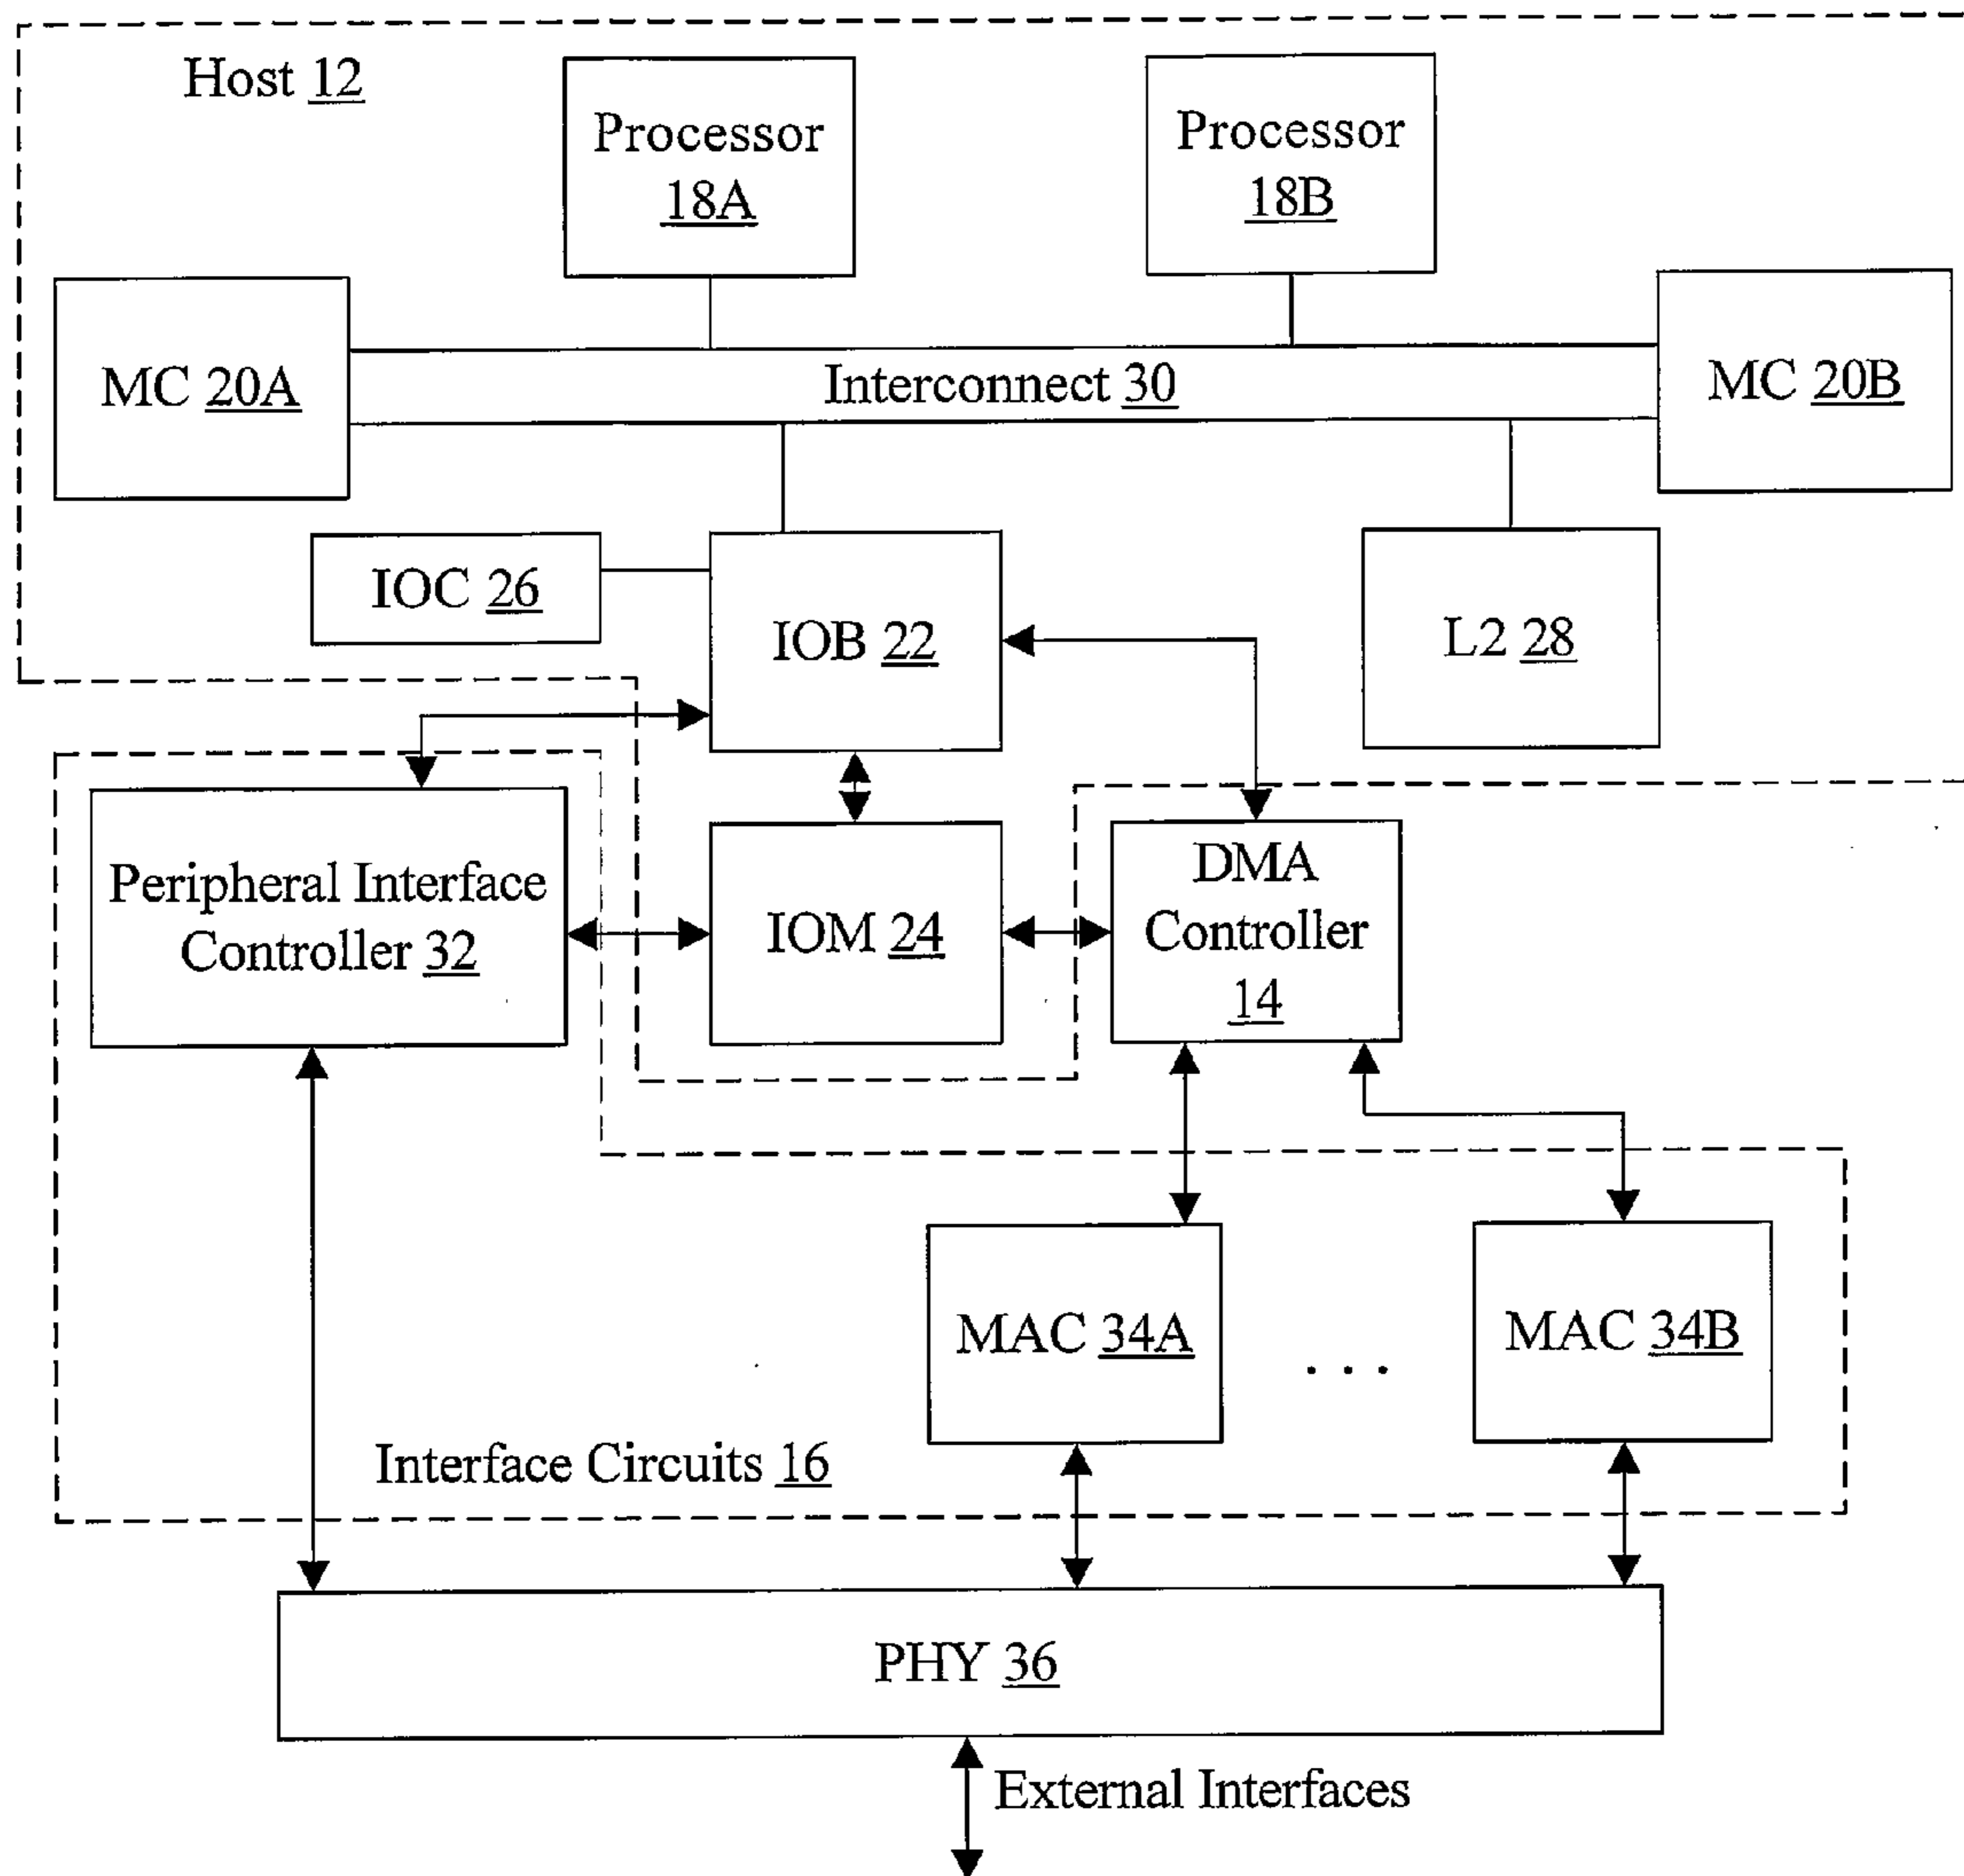 Host 12
Processor
18A
Processor
18B
MC 20A
Interconnect 30
MC 20B
IOC 26
IOB 22
L2 28
Peripheral Interface
Controller 32
IOM 24
DMA
Controller
14
MAC 34A
. . .
MAC 34B
Interface Circuits 16
PHY 36
External Interfaces